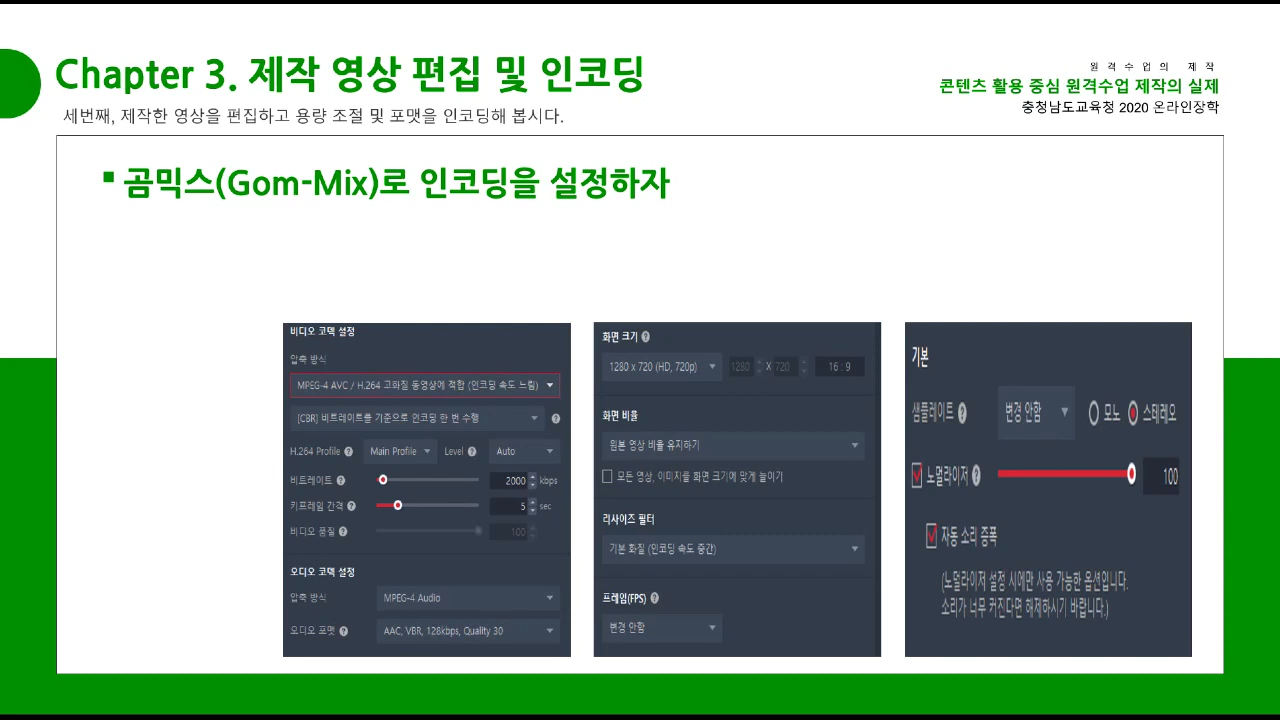 Chapter 3. 제작 영상 편집 및 인코딩
세번째, 제작한 영상을 편집하고 용량 조절 및 포맷을 인코딩해 봅시다.
원격수업의 제작
콘텐츠 활용 중심 원격수업 제작의 실제
충청남도교육청 2020 온라인장학
▪ 곰믹스(Gom-Mix)로 인코딩을 설정하자
비디오 코덱 설정
압축 방식
MPEG-4 AVC / H.264 고화질 동영상에 적합 (인코딩 속도 느림)
[CBR] 비트레이트를 기준으로 인코딩 한 번 수행
H.264 Profile Main Profile Level Auto
비트레이트 2000 kbps
키프레임 간격 5 sec
비디오 품질 100
오디오 코덱 설정
압축 방식 MPEG-4 Audio
오디오 포맷 AAC, VBR, 128kbps, Quality 30
화면 크기
1280 x 720 (HD, 720p) 1280 X 720 16 : 9
화면 비율
원본 영상 비율 유지하기
모든 영상, 이미지를 화면 크기에 맞게 늘이기
리사이즈 필터
기본 화질 (인코딩 속도 중간)
프레임(FPS)
변경 안함
기본
샘플레이트 변경 안함 모노 스테레오
노멀라이저 100
자동 소리 증폭
(노멀라이저 설정 시에만 사용 가능한 옵션입니다.
소리가 너무 커진다면 해제하시기 바랍니다.)